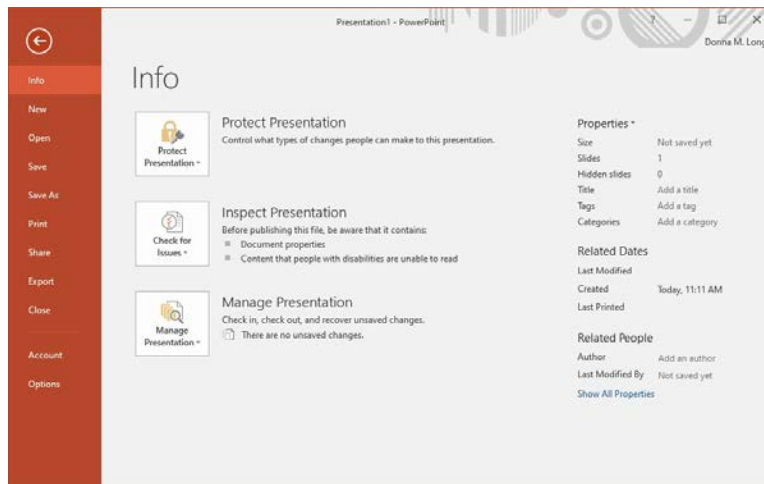 Presentation1 - PowerPoint
?
Donna M. Long
Info
New
Open
Save
Save As
Print
Share
Export
Close
Account
Options
Info
Protect Presentation
Protect Presentation
Control what types of changes people can make to this presentation.
Check for Issues
Inspect Presentation
Before publishing this file, be aware that it contains:
Document properties
Content that people with disabilities are unable to read
Manage Presentation
Manage Presentation
Check in, check out, and recover unsaved changes.
There are no unsaved changes.
Properties
Size Not saved yet
Slides 1
Hidden slides 0
Title Add a title
Tags Add a tag
Categories Add a category
Related Dates
Last Modified
Created Today, 11:11 AM
Last Printed
Related People
Author Add an author
Last Modified By Not saved yet
Show All Properties